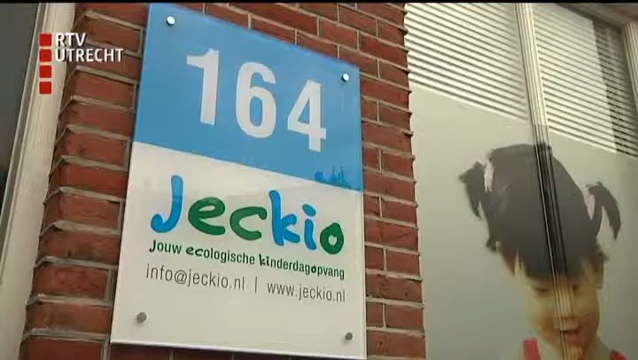 RTV
UTRECHT
164
Jeckio
Jouw ecologische kinderdagopvang
info@jeckio.nl | www.jeckio.nl